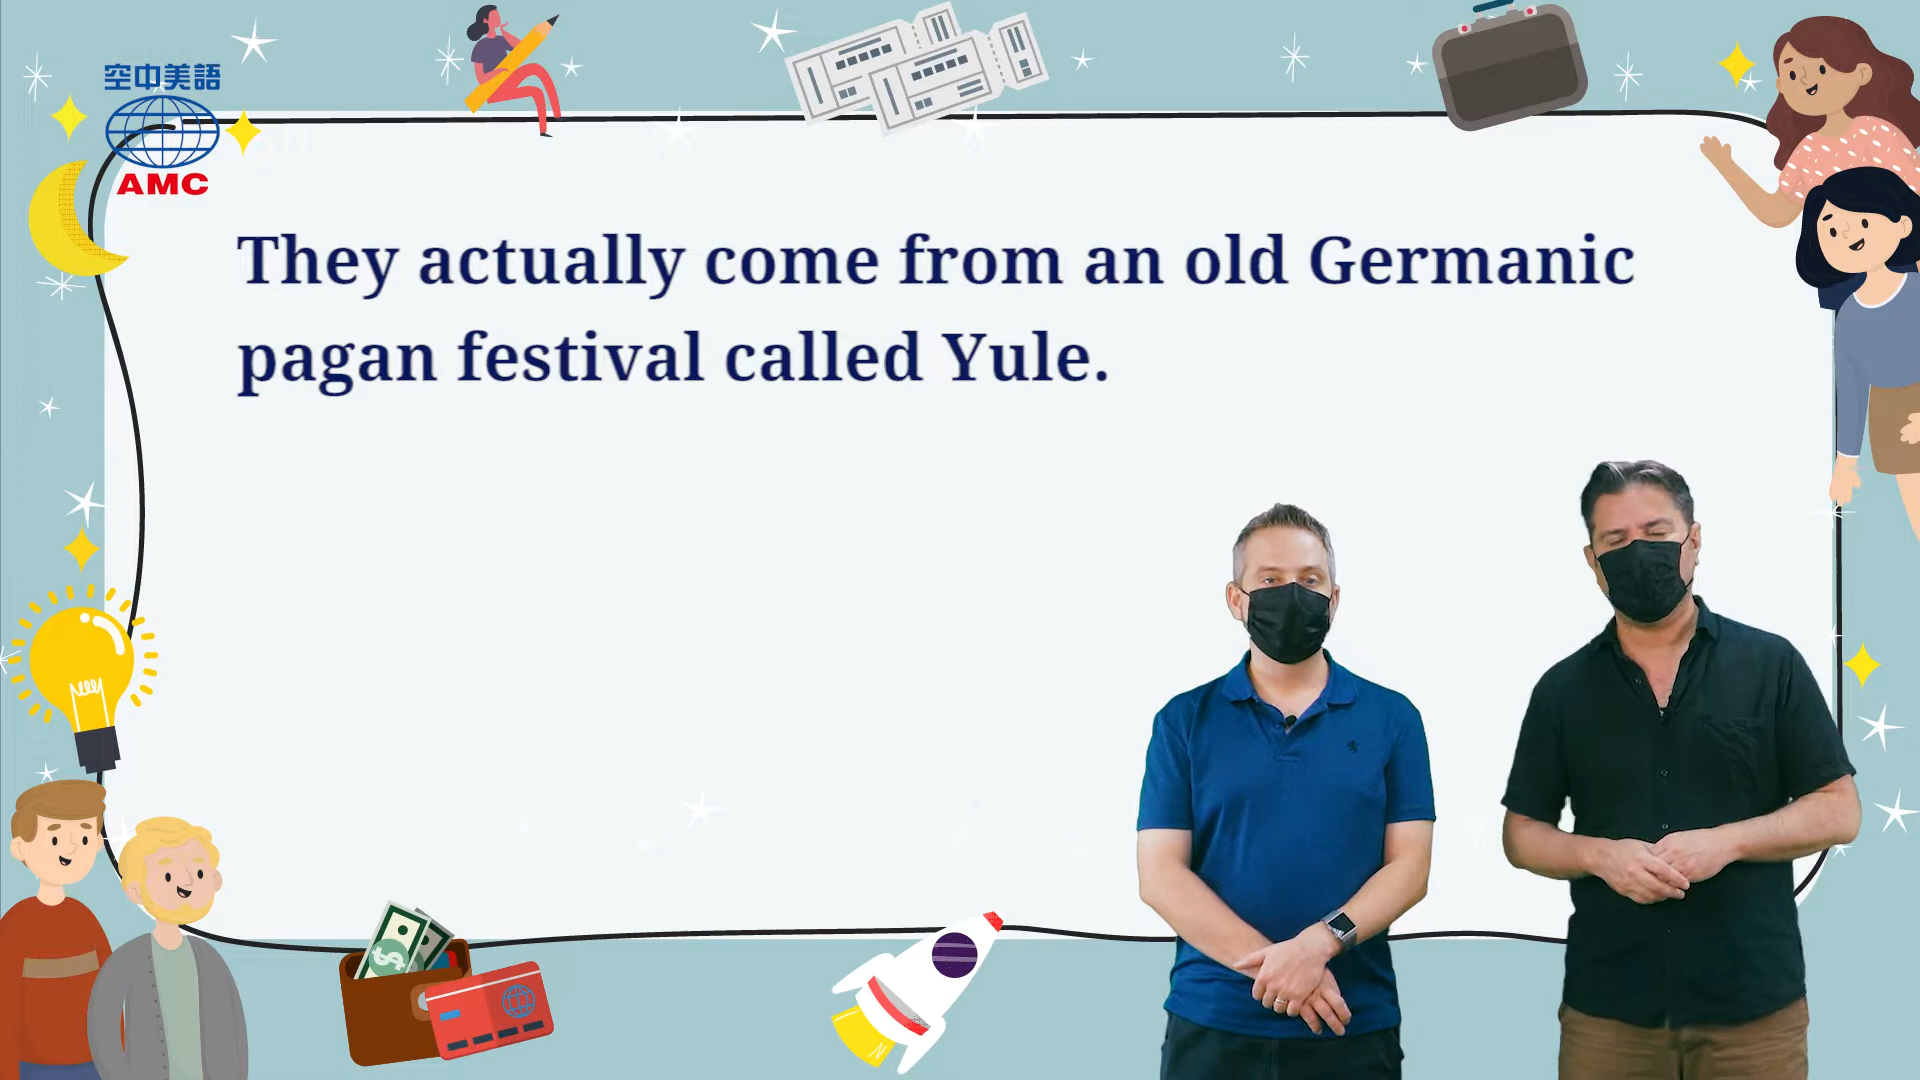 空中美語
AMC
They actually come from an old Germanic
pagan festival called Yule.